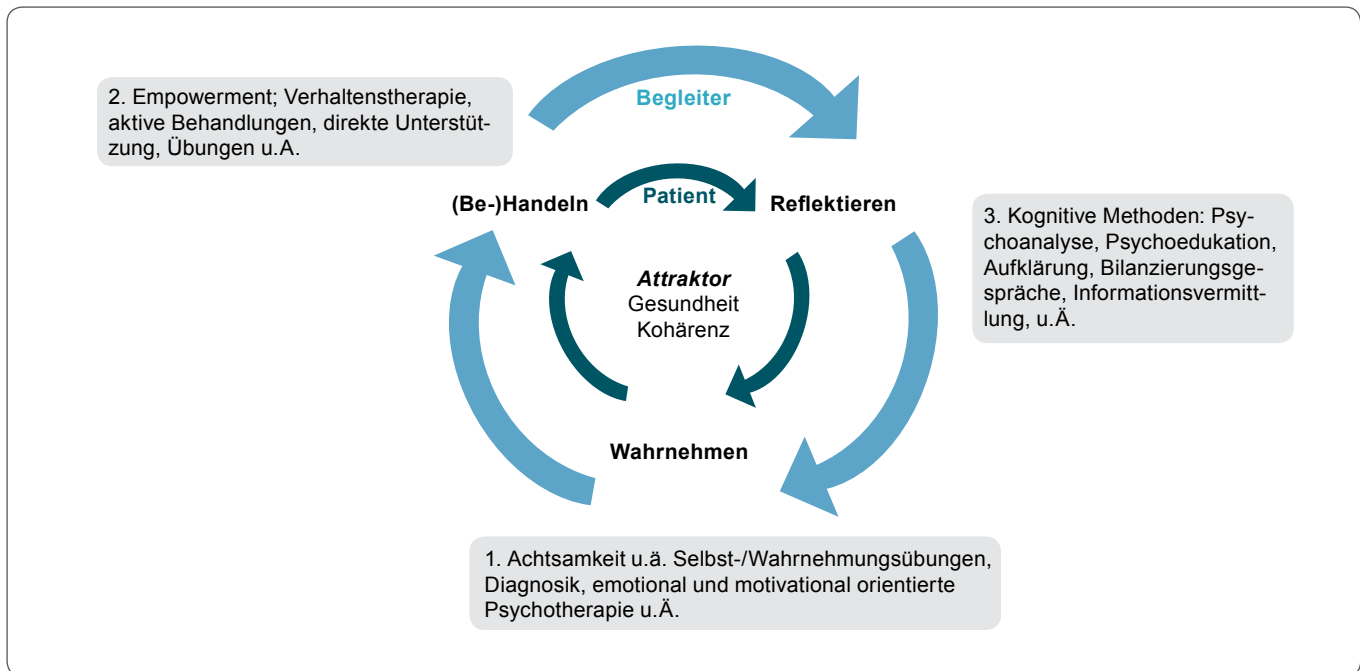 Begleiter
2. Empowerment; Verhaltenstherapie,
aktive Behandlungen, direkte Unterstüt-
zung, Übungen u.A.
(Be-)Handeln
Patient
Reflektieren
3. Kognitive Methoden: Psy-
choanalyse, Psychoedukation,
Aufklärung, Bilanzierungsge-
spräche, Informationsvermitt-
lung, u.Ä.
Attraktor
Gesundheit
Kohärenz
Wahrnehmen
1. Achtsamkeit u.ä. Selbst-/Wahrnehmungsübungen,
Diagnosik, emotional und motivational orientierte
Psychotherapie u.Ä.